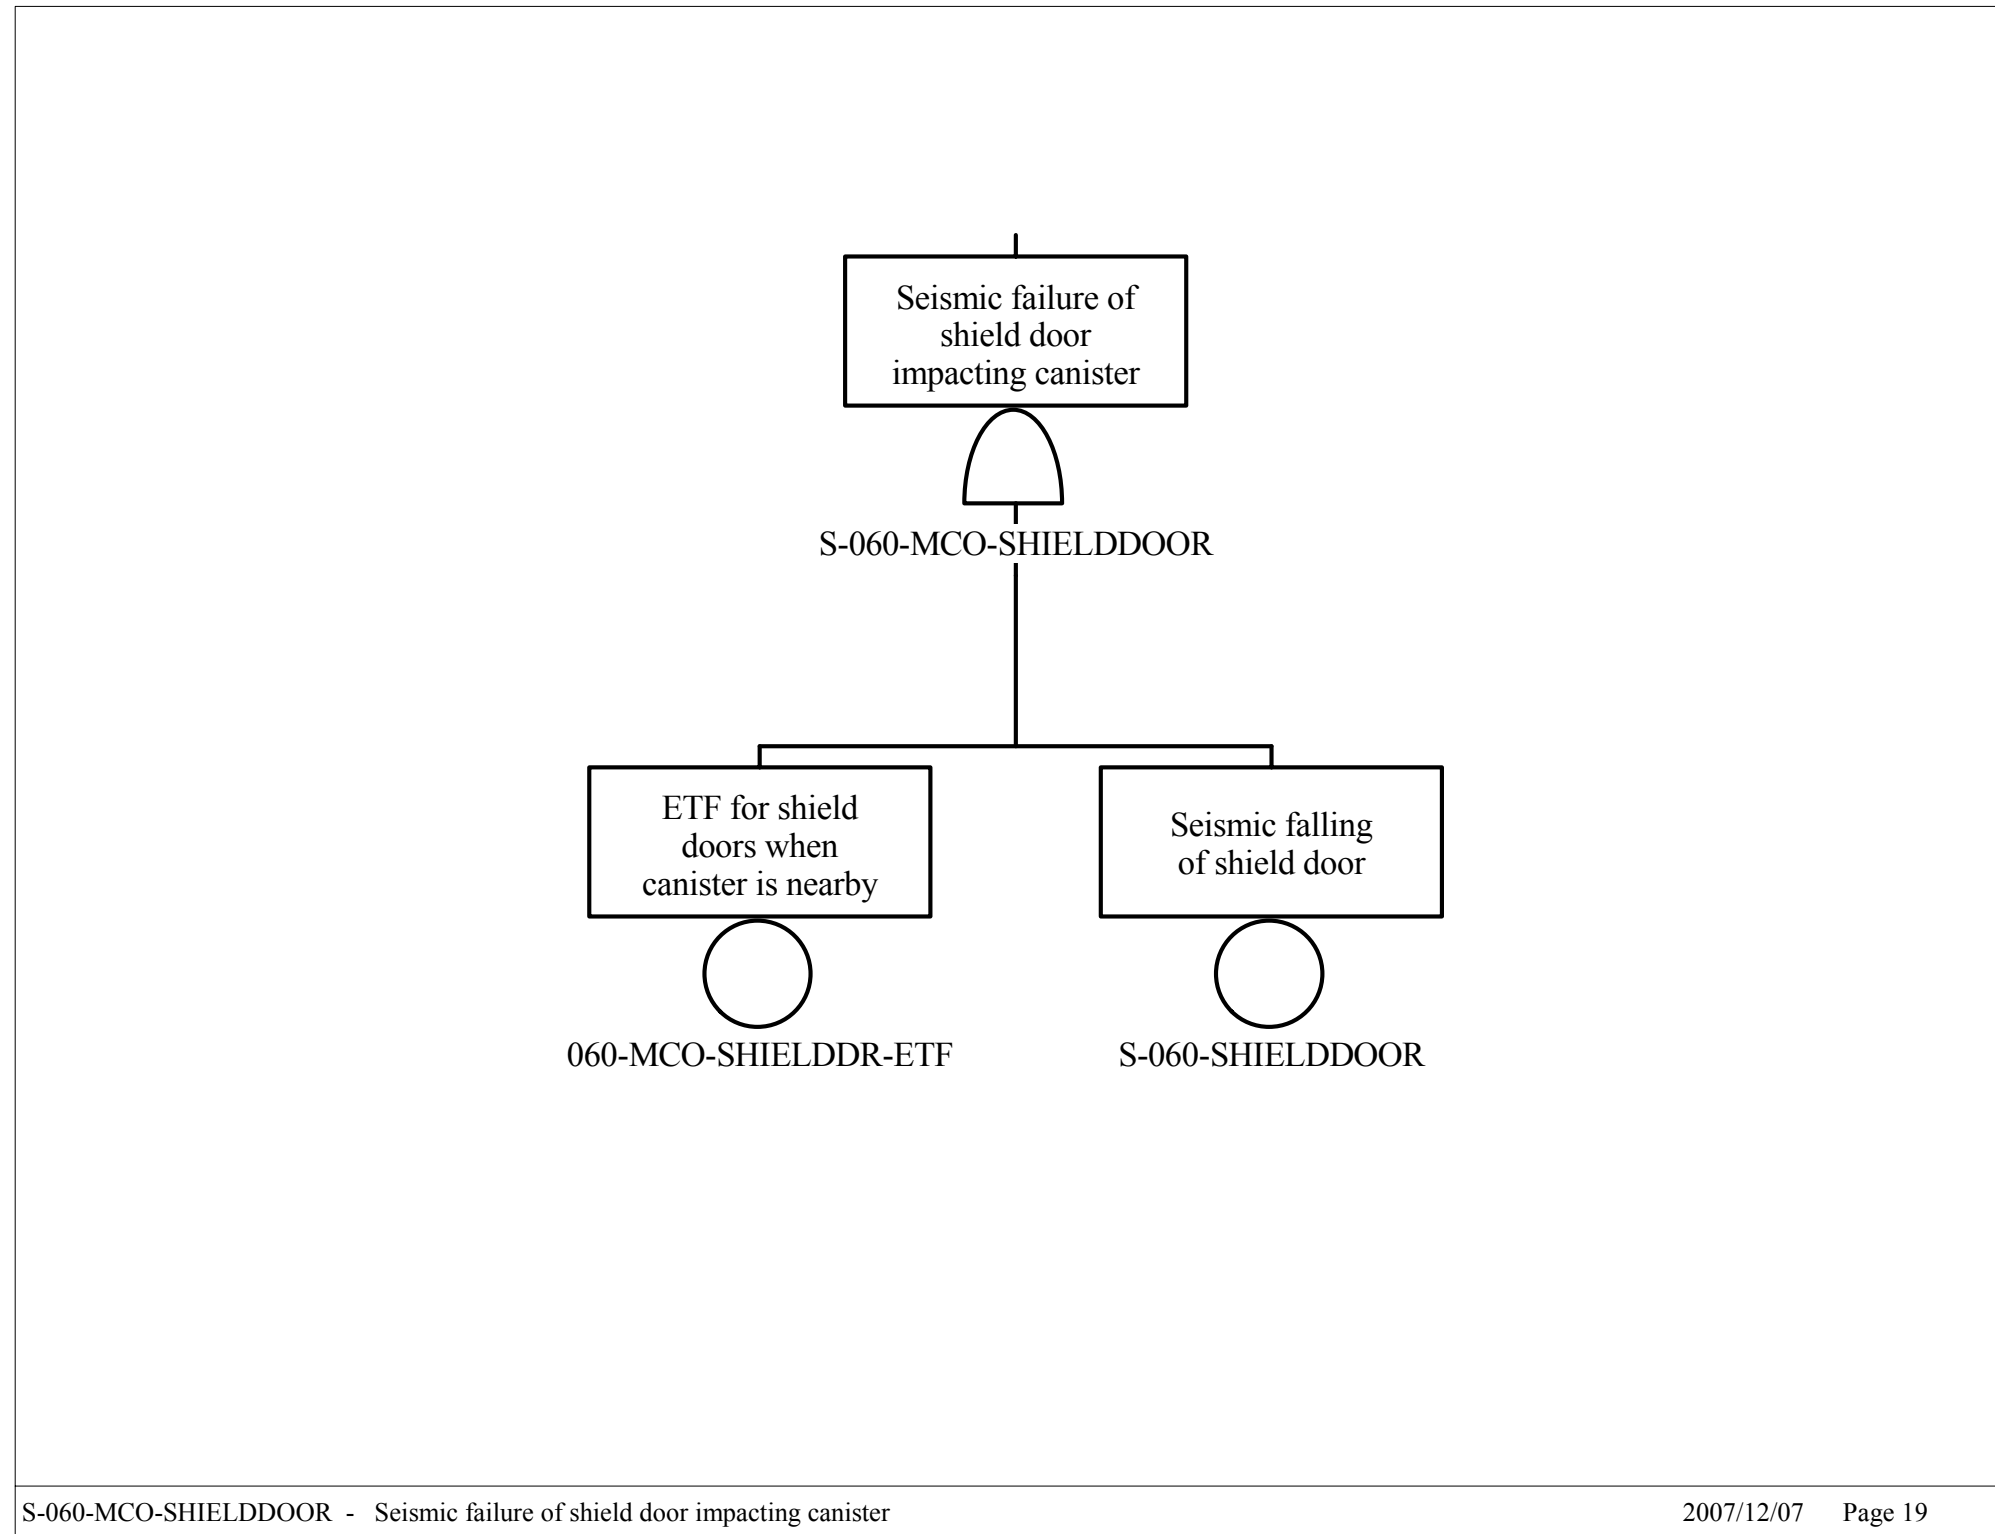 Seismic failure of
shield door
impacting canister
S-060-MCO-SHIELDDOOR
ETF for shield
doors when
canister is nearby
060-MCO-SHIELDDR-ETF
Seismic falling
of shield door
S-060-SHIELDDOOR
S-060-MCO-SHIELDDOOR - Seismic failure of shield door impacting canister 2007/12/07 Page 19